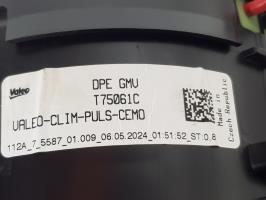 Valeo
DPE GMV
T75061C
VALEO-CLIM-PULS-CEMO
112A_7_5587_01.009_06.05.2024_01:51:52_ST:0,8
Made in
Czech Republic